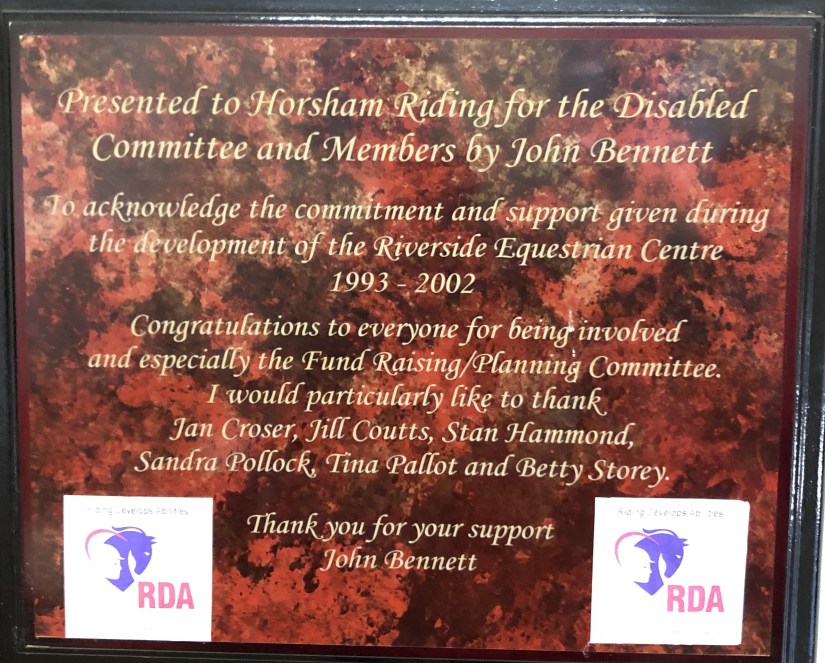 Presented to Horsham Riding for the Disabled
Committee and Members by John Bennett
To acknowledge the commitment and support given during
the development of the Riverside Equestrian Centre
1993 - 2002
Congratulations to everyone for being involved
and especially the Fund Raising/Planning Committee.
I would particularly like to thank
Jan Croser, Jill Coutts, Stan Hammond,
Sandra Pollock, Tina Pallot and Betty Storey.
Thank you for your support
John Bennett
Riding Develops Abilities
RDA
Riding Develops Abilities
RDA